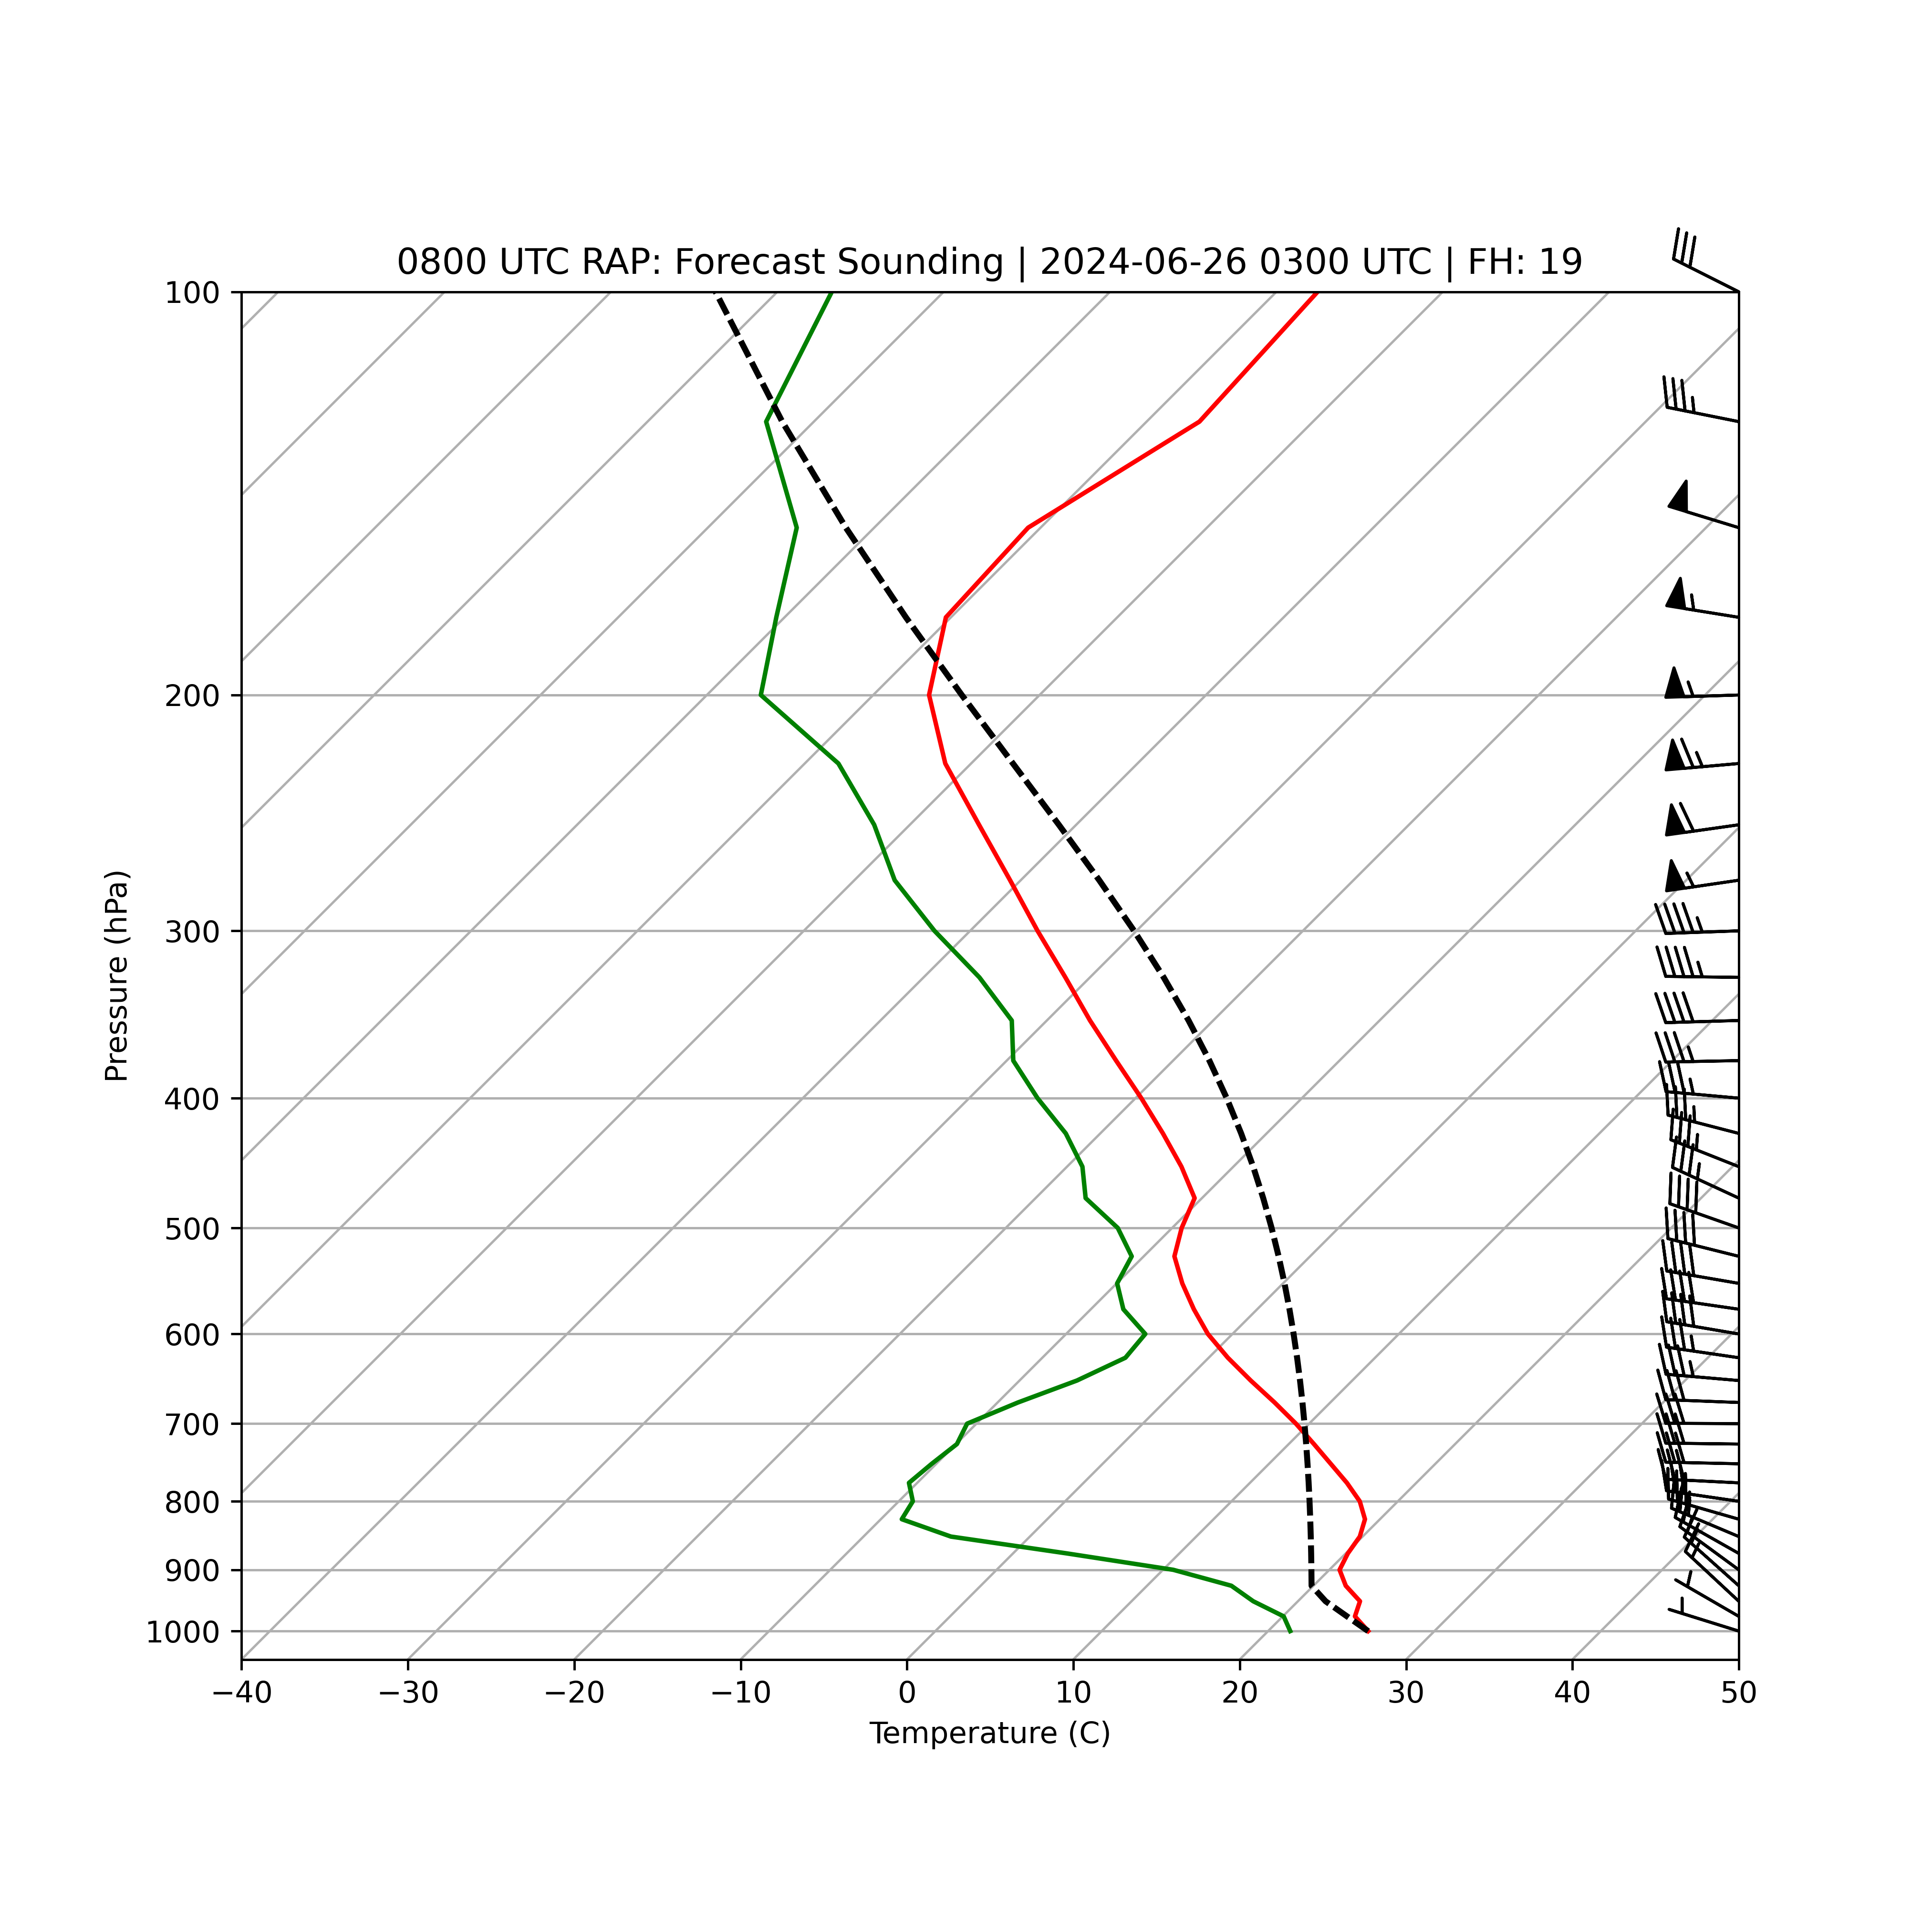 0800 UTC RAP: Forecast Sounding | 2024-06-26 0300 UTC | FH: 19
100
200
300
400
500
600
700
800
900
1000
Pressure (hPa)
−40 −30 −20 −10 0 10 20 30 40 50
Temperature (C)